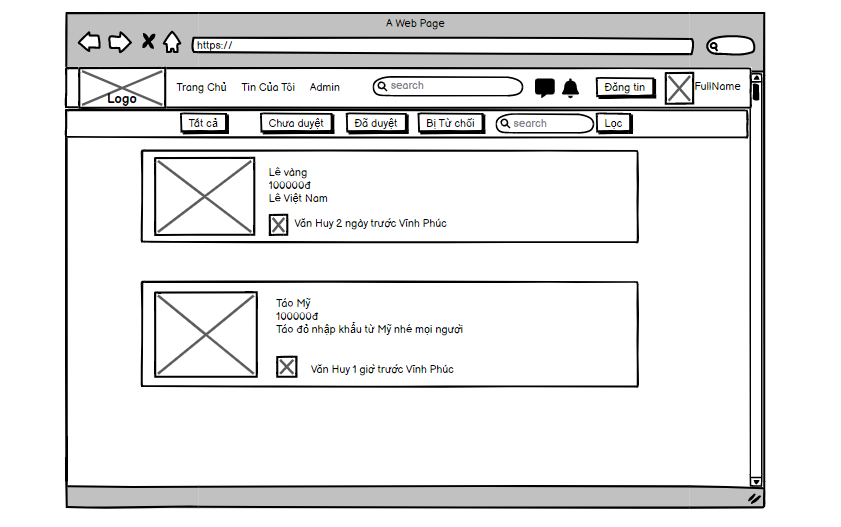 A Web Page
https://
Logo
Trang Chủ
Tin Của Tôi
Admin
search
Đăng tin
FullName
Tất cả
Chưa duyệt
Đã duyệt
Bị Từ chối
search
Lọc
Lê vàng
100000đ
Lê Việt Nam
Văn Huy 2 ngày trước Vĩnh Phúc
Táo Mỹ
100000đ
Táo đỏ nhập khẩu từ Mỹ nhé mọi người
Văn Huy 1 giờ trước Vĩnh Phúc